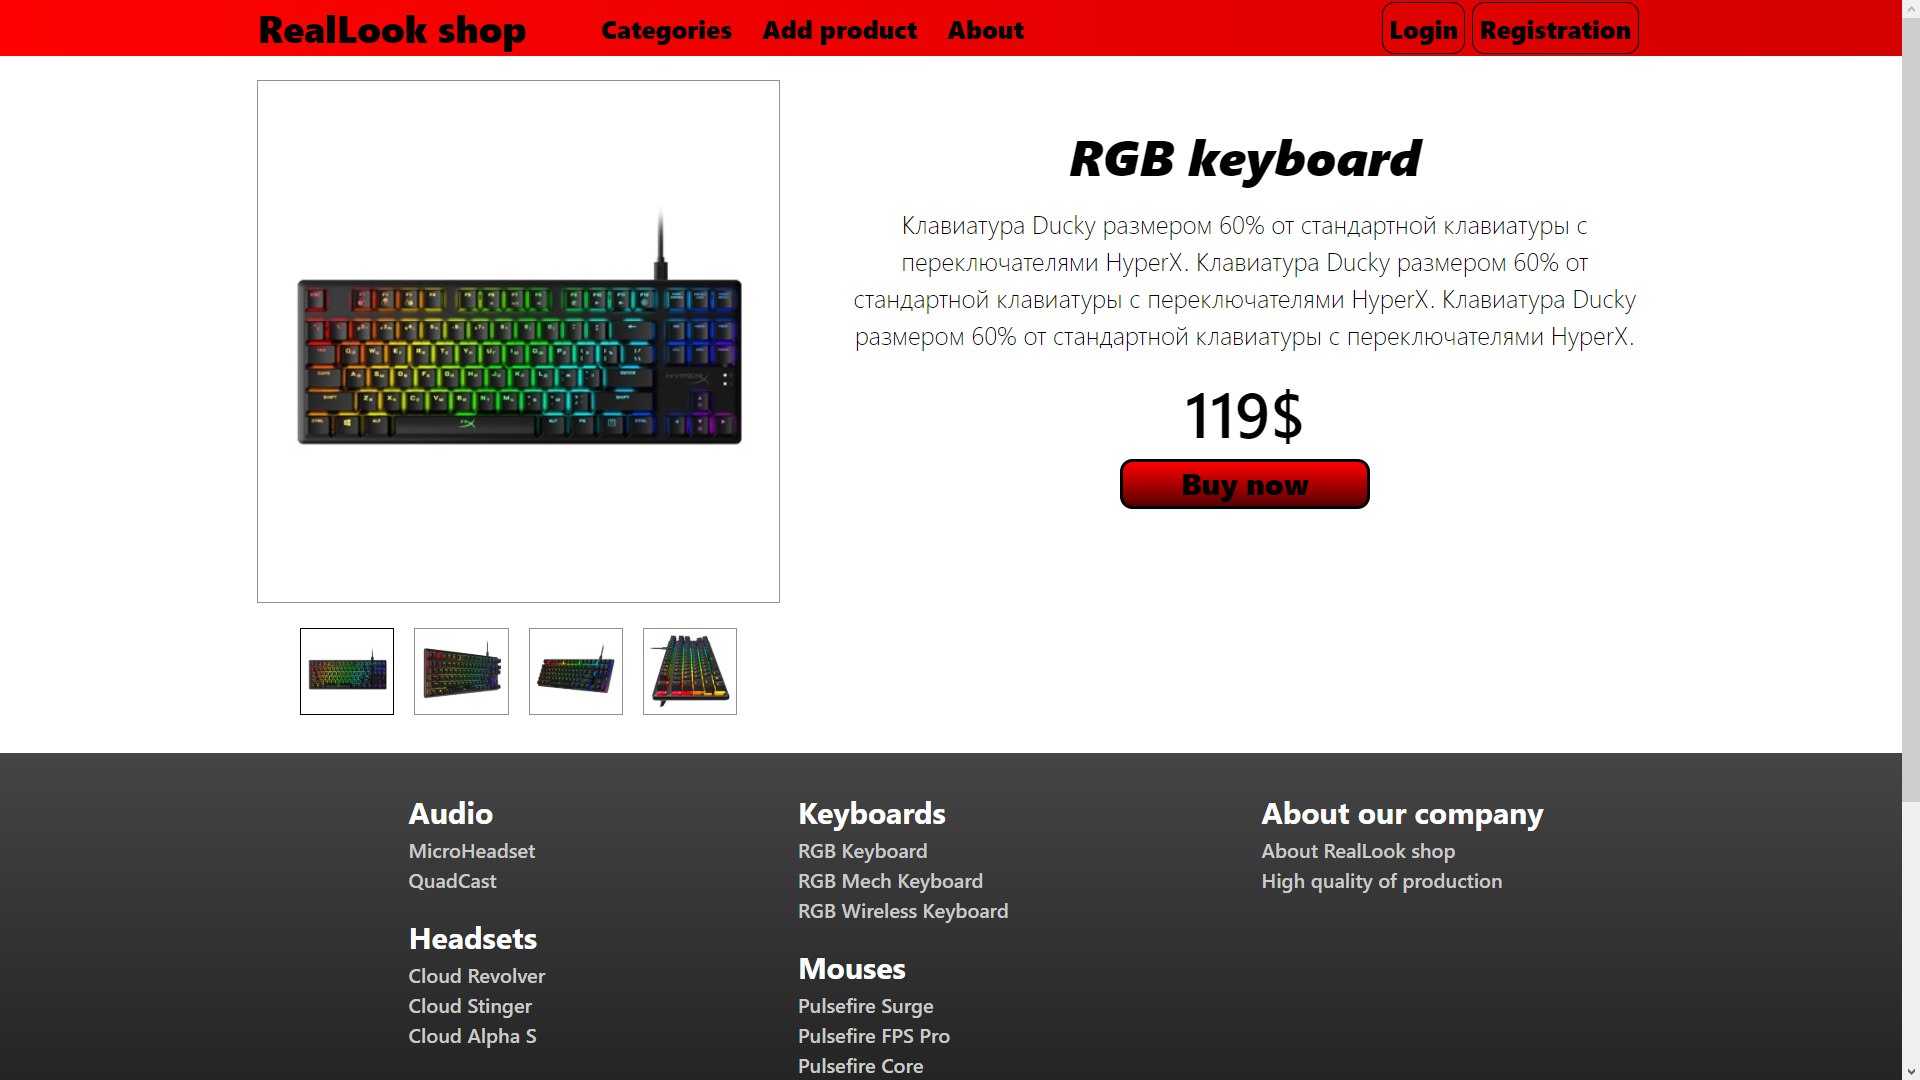 RealLook shop
Categories
Add product
About
Login
Registration
RGB keyboard
Клавиатура Ducky размером 60% от стандартной клавиатуры с
переключателями HyperX. Клавиатура Ducky размером 60% от
стандартной клавиатуры с переключателями HyperX. Клавиатура Ducky
размером 60% от стандартной клавиатуры с переключателями HyperX.
119$
Buy now
Audio
MicroHeadset
QuadCast
Headsets
Cloud Revolver
Cloud Stinger
Cloud Alpha S
Keyboards
RGB Keyboard
RGB Mech Keyboard
RGB Wireless Keyboard
Mouses
Pulsefire Surge
Pulsefire FPS Pro
Pulsefire Core
About our company
About RealLook shop
High quality of production